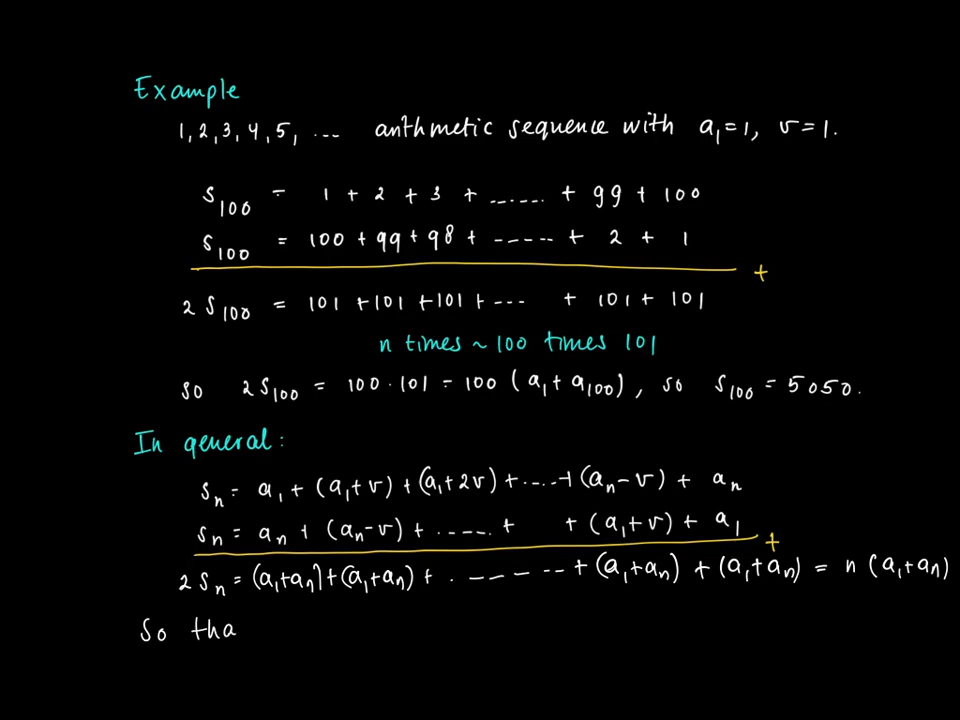 Example
1, 2, 3, 4, 5, ... arithmetic sequence with a₁ = 1, v = 1.
S₁₀₀ = 1 + 2 + 3 + ...... + 99 + 100
S₁₀₀ = 100 + 99 + 98 + ------ + 2 + 1
+
2 S₁₀₀ = 101 + 101 + 101 + --- + 101 + 101
n times ~ 100 times 101
so 2 S₁₀₀ = 100 · 101 = 100 (a₁ + a₁₀₀), so S₁₀₀ = 5050.
In general:
Sₙ = a₁ + (a₁ + v) + (a₁ + 2v) + ..... + (aₙ - v) + aₙ
Sₙ = aₙ + (aₙ - v) + ...... + + (a₁ + v) + a₁
+
2 Sₙ = (a₁ + aₙ) + (a₁ + aₙ) + . ------ + (a₁ + aₙ) + (a₁ + aₙ) = n (a₁ + aₙ)
So tha